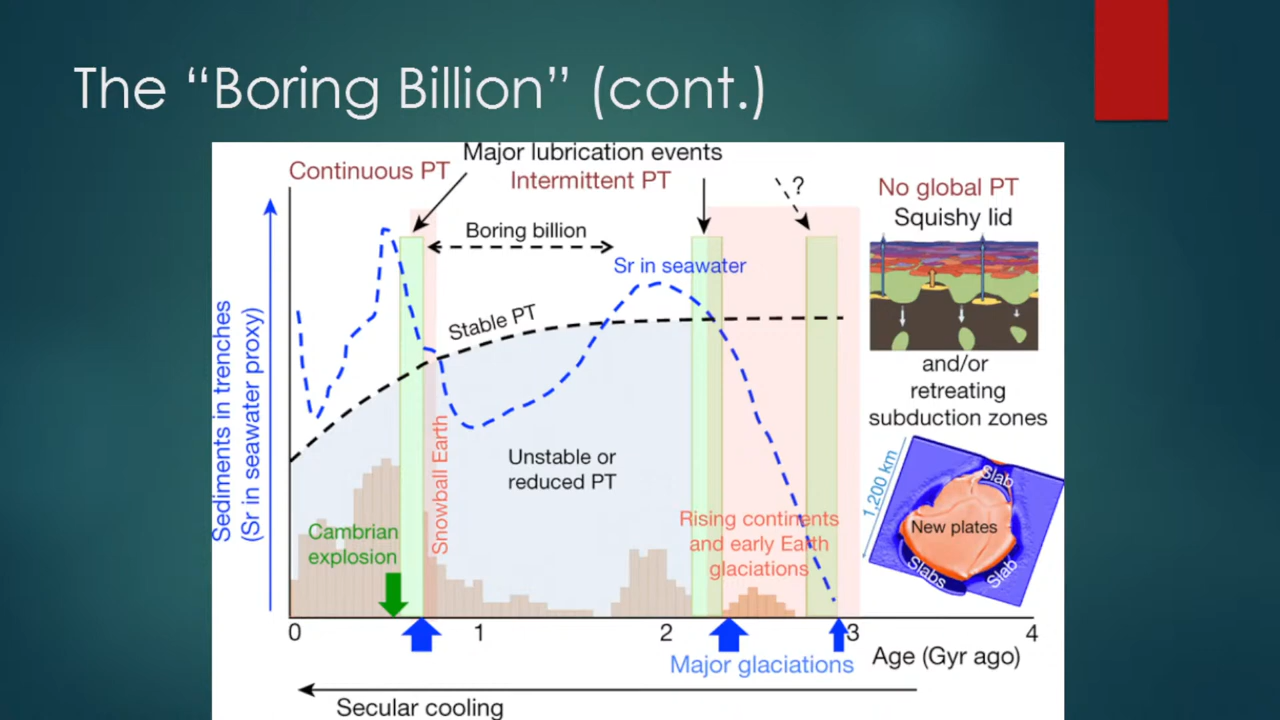 The “Boring Billion” (cont.)
Major lubrication events
Continuous PT
Intermittent PT
?
No global PT
Squishy lid
Boring billion
Sr in seawater
Stable PT
Sediments in trenches
(Sr in seawater proxy)
and/or
retreating
subduction zones
Unstable or
reduced PT
Snowball Earth
1,200 km
Slab
New plates
Slabs
Slab
Rising continents
and early Earth
glaciations
Cambrian
explosion
0
1
2
3
4
Major glaciations
Age (Gyr ago)
Secular cooling